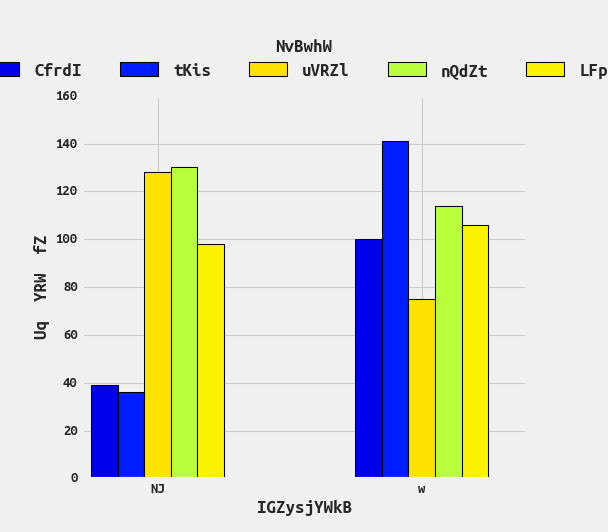 NvBwhW
CfrdI tKis uVRZl nQdZt LFp
160
140
120
100
80
60
40
20
0
Uq YRW fZ
NJ w
IGZysjYWkB